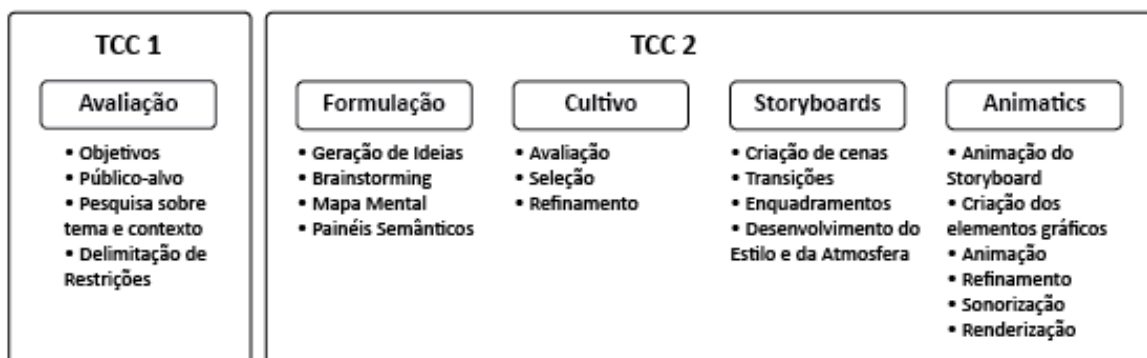 TCC 1
Avaliação
• Objetivos
• Público-alvo
• Pesquisa sobre
tema e contexto
• Delimitação de
Restrições
TCC 2
Formulação
• Geração de Ideias
• Brainstorming
• Mapa Mental
• Painéis Semânticos
Cultivo
• Avaliação
• Seleção
• Refinamento
Storyboards
• Criação de cenas
• Transições
• Enquadramentos
• Desenvolvimento do
Estilo e da Atmosfera
Animatics
• Animação do
Storyboard
• Criação dos
elementos gráficos
• Animação
• Refinamento
• Sonorização
• Renderização